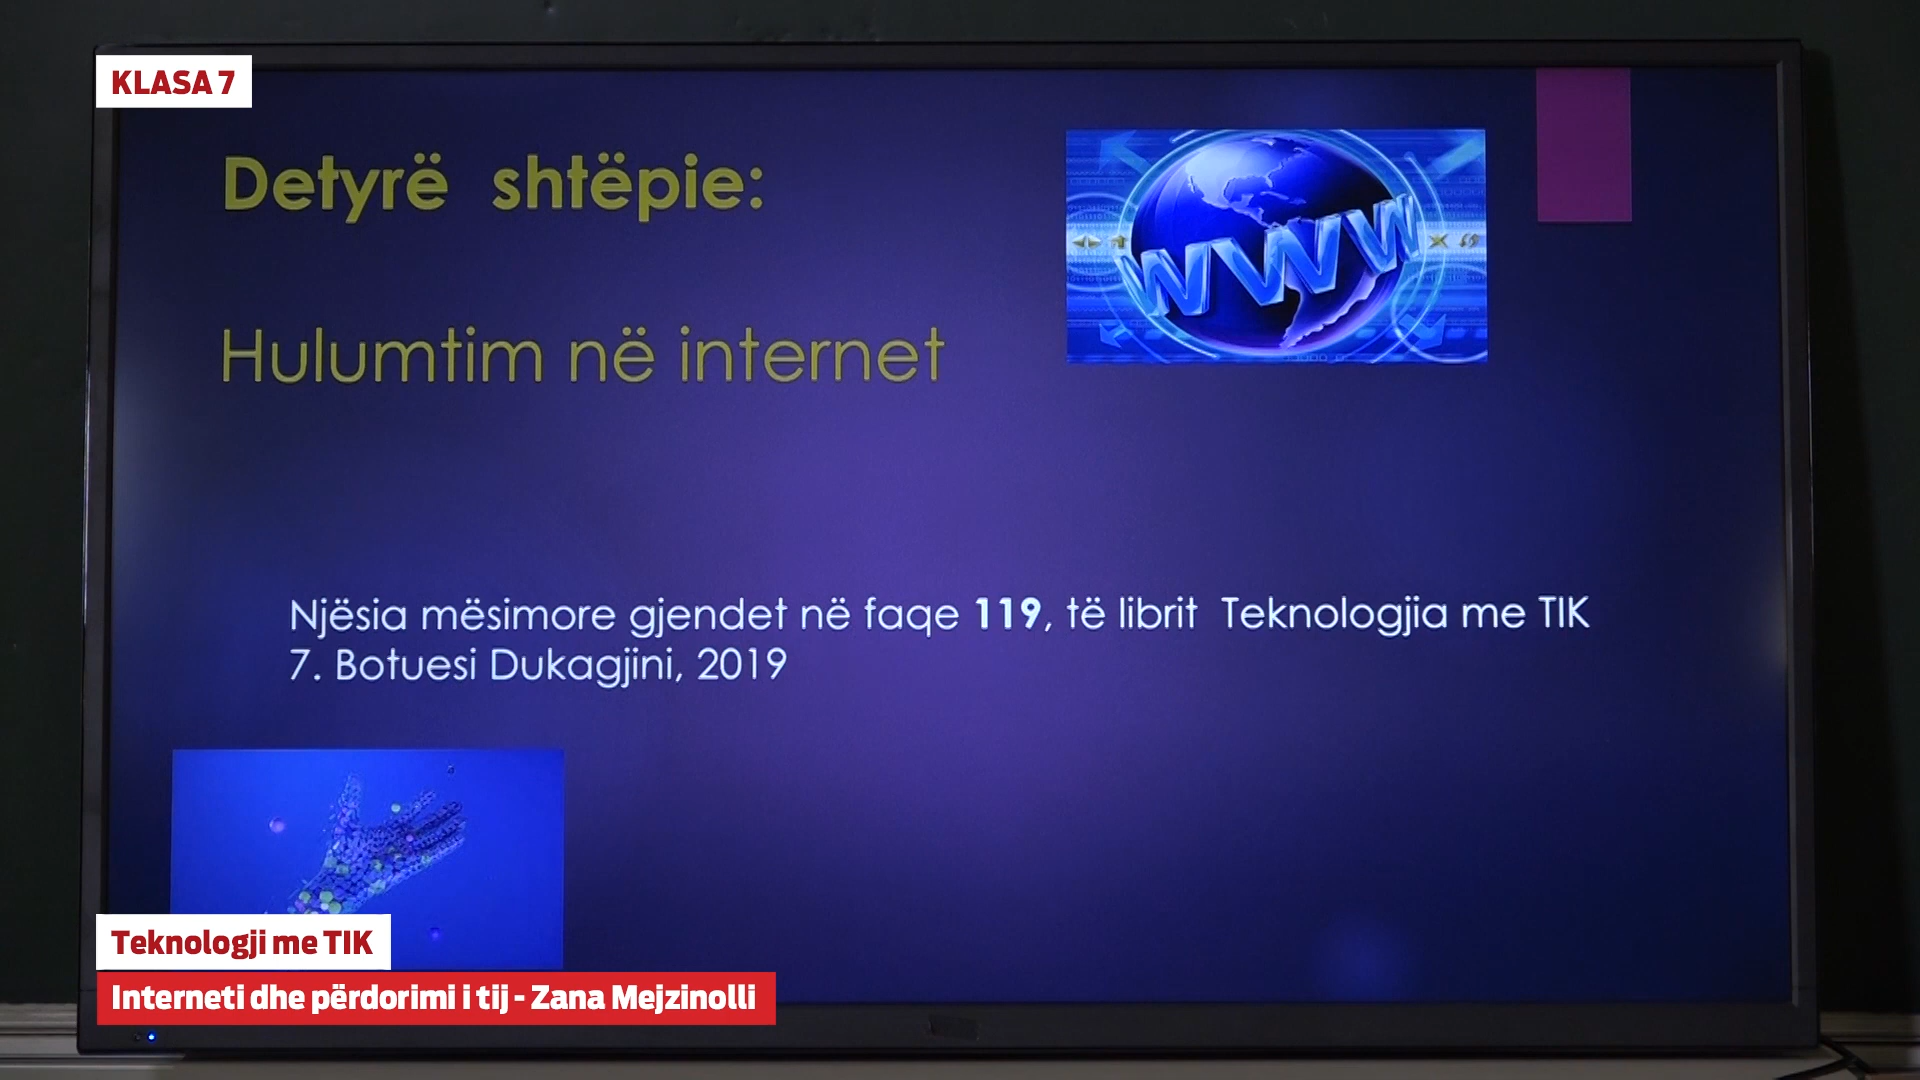 KLASA 7
Detyrë shtëpie:
WWW
Hulumtim në internet
Njësia mësimore gjendet në faqe 119, të librit Teknologjia me TIK
7. Botuesi Dukagjini, 2019
Teknologji me TIK
Interneti dhe përdorimi i tij - Zana Mejzinolli